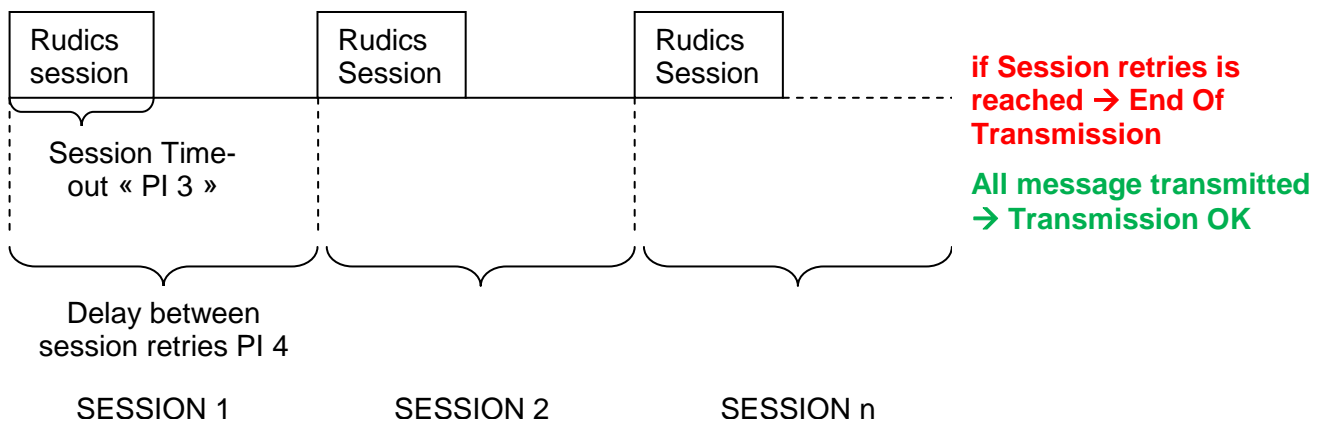 Rudics
session
Rudics
Session
Rudics
Session
Session Time-
out « PI 3 »
Delay between
session retries PI 4
SESSION 1
SESSION 2
SESSION n
if Session retries is
reached → End Of
Transmission
All message transmitted
→ Transmission OK